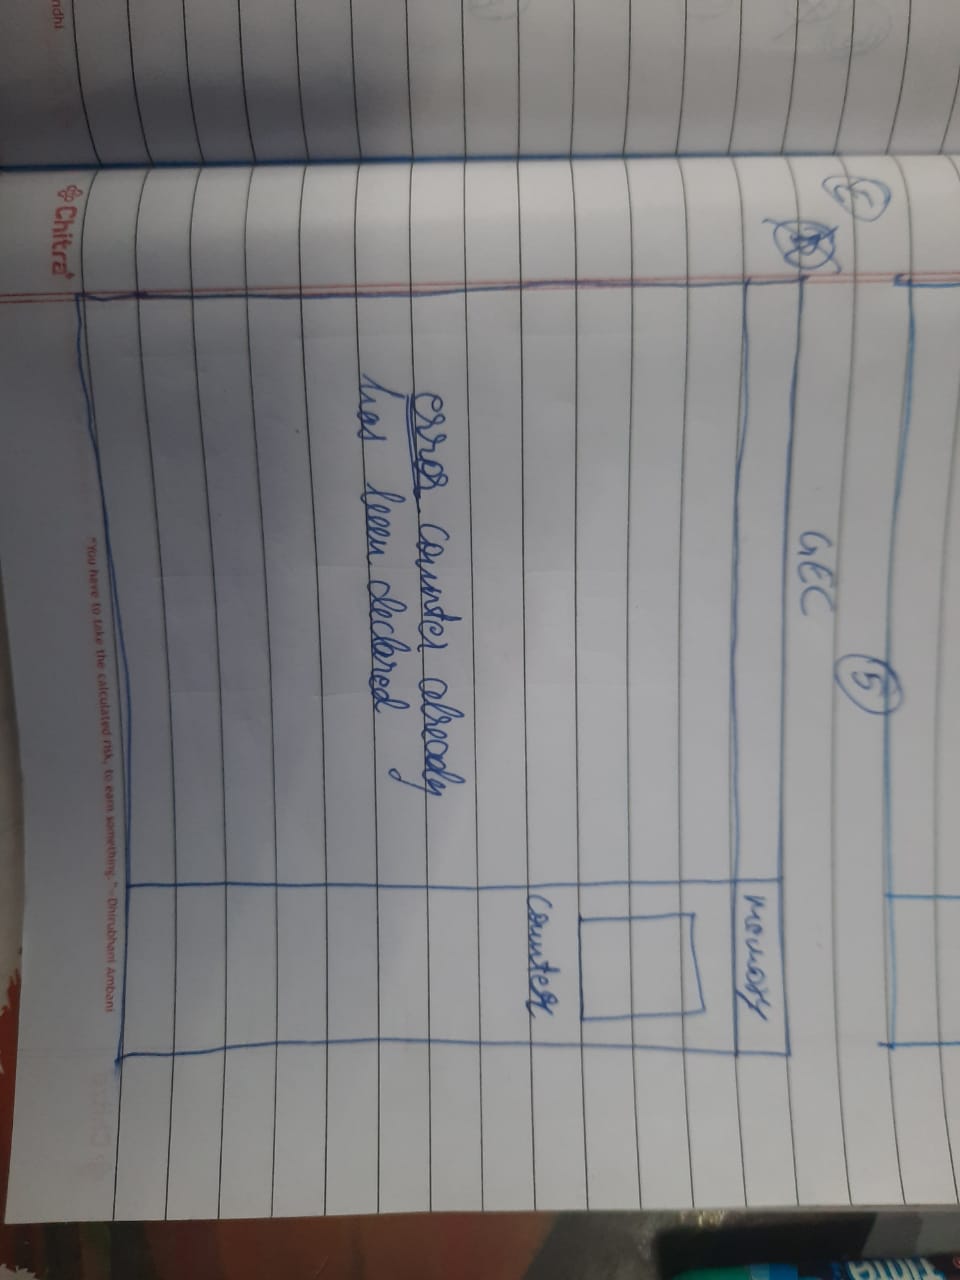 5
GEC
memory
counter
error counter already
has been declared
Chitra
"You have to take the calculated risk, to earn something." - Dhirubhani Ambani